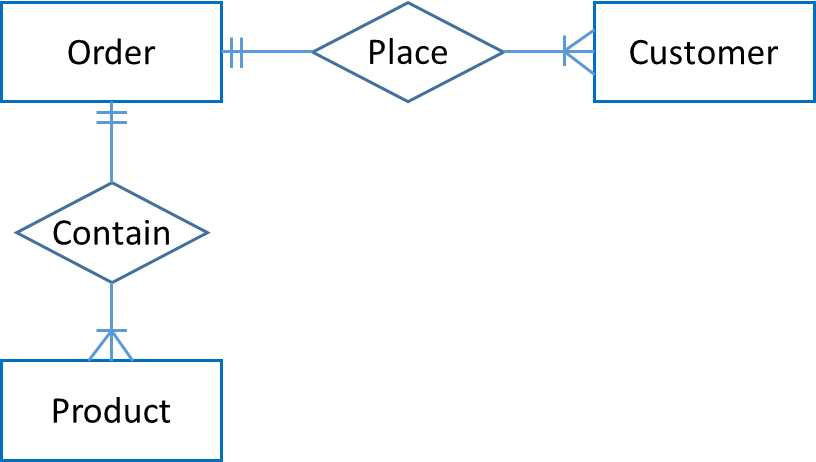 Order
Place
Customer
Contain
Product